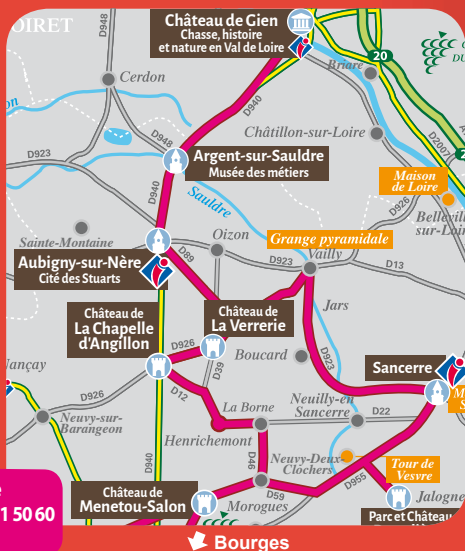 OIRET
D948
Château de Gien
Chasse, histoire
et nature en Val de Loire
20
Briare
Cerdon
D940
Châtillon-sur-Loire
D2007
D948
D923
Argent-sur-Sauldre
Musée des métiers
Maison
de Loire
D940
Sauldre
D926
Bellevill
sur-Loir
Sainte-Montaine
Oizon
Grange pyramidale
Vailly
D89
D923
D13
Aubigny-sur-Nère
Cité des Stuarts
Jars
Château de
La Chapelle
d'Angillon
Château de
La Verrerie
D926
D39
Boucard
D923
Sancerre
Nançay
D926
D12
Neuvy-sur-
Barangeon
La Borne
Neuilly-en
Sancerre
D22
Henrichemont
D940
D46
Neuvy-Deux
Clochers
Tour de
Vesvre
D955
Château de
Menetou-Salon
D59
Morogues
Jalogne
1 50 60
Parc et Château
Bourges